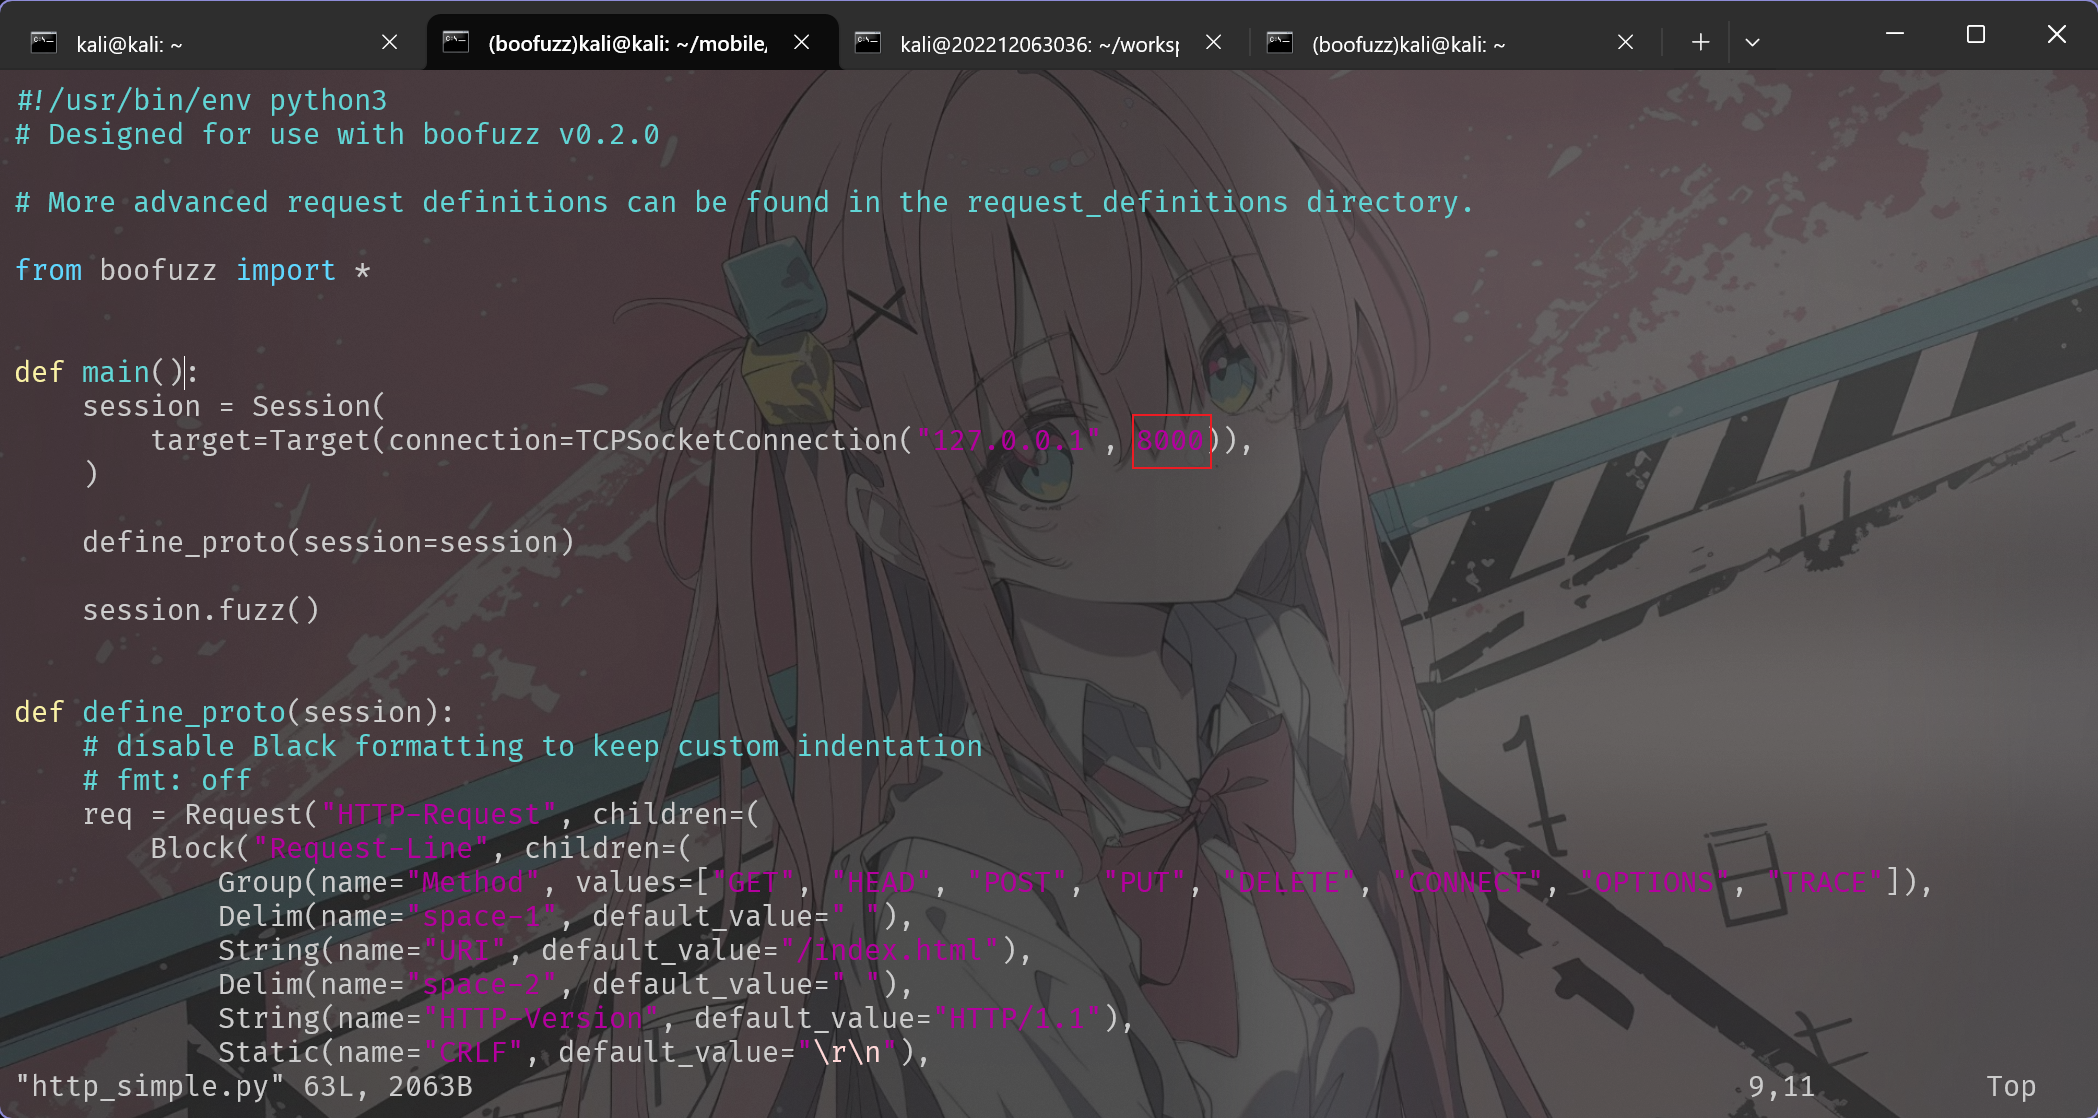 kali@kali: ~
(boofuzz)kali@kali: ~/mobile/
kali@202212063036: ~/worksp
(boofuzz)kali@kali: ~
#!/usr/bin/env python3
# Designed for use with boofuzz v0.2.0
# More advanced request definitions can be found in the request_definitions directory.
from boofuzz import *
def main():
    session = Session(
        target=Target(connection=TCPSocketConnection("127.0.0.1", 8000)),
    )
    define_proto(session=session)
    session.fuzz()
def define_proto(session):
    # disable Black formatting to keep custom indentation
    # fmt: off
    req = Request("HTTP-Request", children=(
        Block("Request-Line", children=(
            Group(name="Method", values=["GET", "HEAD", "POST", "PUT", "DELETE", "CONNECT", "OPTIONS", "TRACE"]),
            Delim(name="space-1", default_value=" "),
            String(name="URI", default_value="/index.html"),
            Delim(name="space-2", default_value=" "),
            String(name="HTTP-Version", default_value="HTTP/1.1"),
            Static(name="CRLF", default_value="\r\n"),
"http_simple.py" 63L, 2063B 9,11 Top